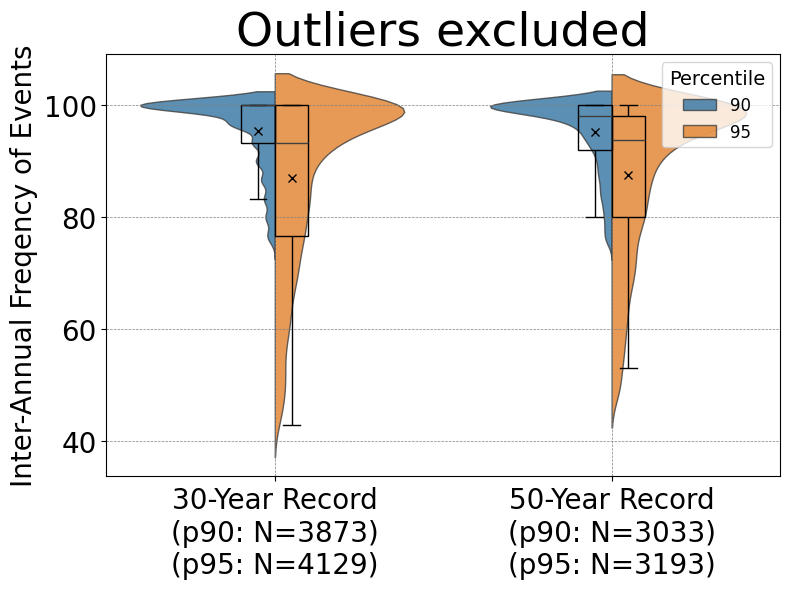 Outliers excluded
Inter-Annual Freqency of Events
100
80
60
40
Percentile
90
95
30-Year Record
(p90: N=3873)
(p95: N=4129)
50-Year Record
(p90: N=3033)
(p95: N=3193)